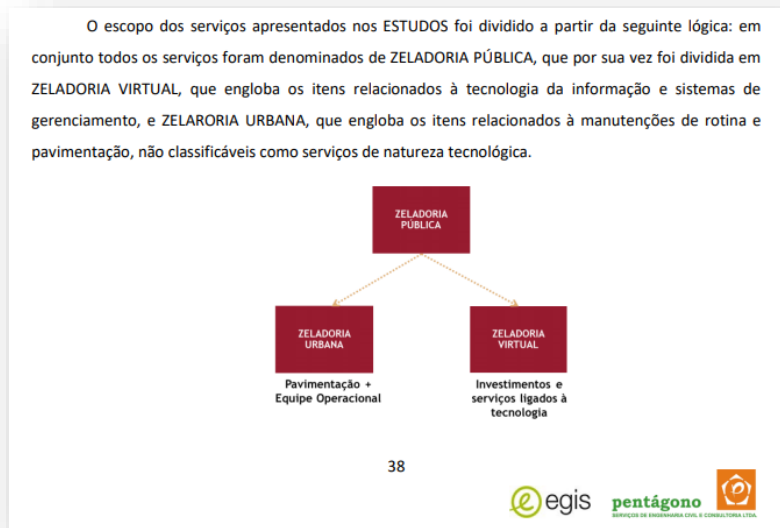 O escopo dos serviços apresentados nos ESTUDOS foi dividido a partir da seguinte lógica: em
conjunto todos os serviços foram denominados de ZELADORIA PÚBLICA, que por sua vez foi dividida em
ZELADORIA VIRTUAL, que engloba os itens relacionados à tecnologia da informação e sistemas de
gerenciamento, e ZELARORIA URBANA, que engloba os itens relacionados à manutenções de rotina e
pavimentação, não classificáveis como serviços de natureza tecnológica.
ZELADORIA
PÚBLICA
ZELADORIA
URBANA
ZELADORIA
VIRTUAL
Pavimentação +
Equipe Operacional
Investimentos e
serviços ligados à
tecnologia
38
egis
pentágono
SERVIÇOS DE ENGENHARIA CIVIL E CONSULTORIA LTDA.